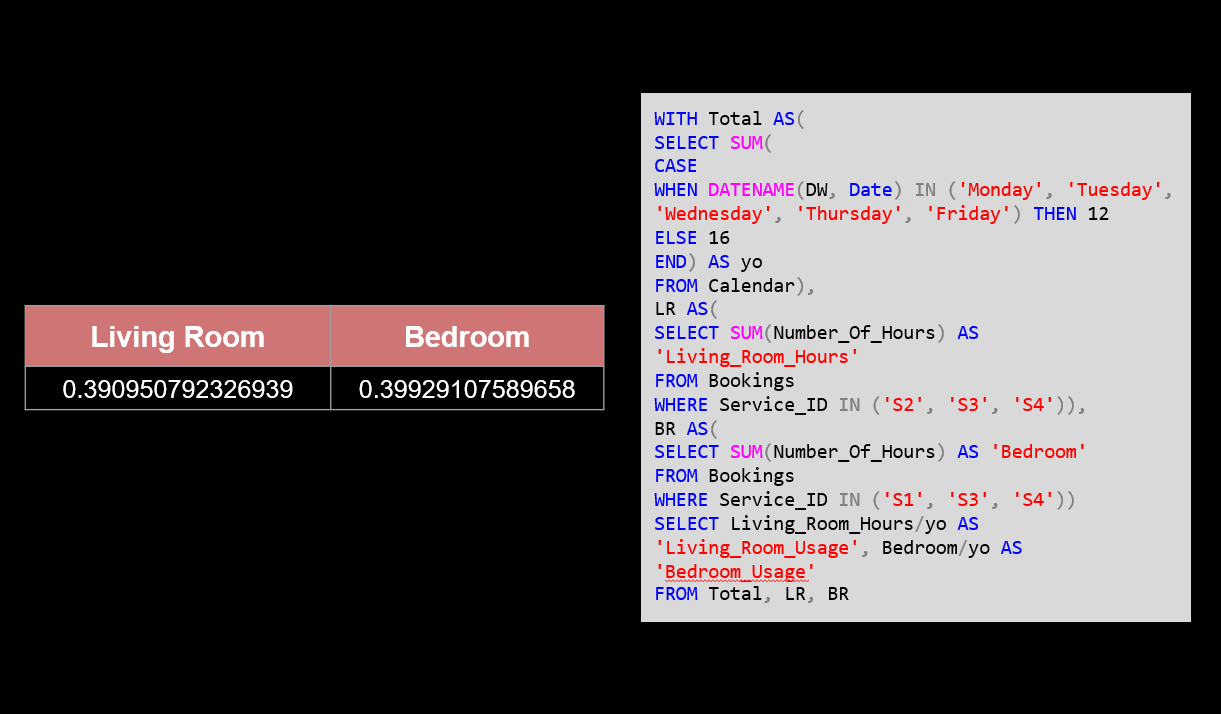 Living Room Bedroom
0.390950792326939 0.39929107589658
WITH Total AS(
SELECT SUM(
CASE
WHEN DATENAME(DW, Date) IN ('Monday', 'Tuesday',
'Wednesday', 'Thursday', 'Friday') THEN 12
ELSE 16
END) AS yo
FROM Calendar),
LR AS(
SELECT SUM(Number_Of_Hours) AS
'Living_Room_Hours'
FROM Bookings
WHERE Service_ID IN ('S2', 'S3', 'S4')),
BR AS(
SELECT SUM(Number_Of_Hours) AS 'Bedroom'
FROM Bookings
WHERE Service_ID IN ('S1', 'S3', 'S4'))
SELECT Living_Room_Hours/yo AS
'Living_Room_Usage', Bedroom/yo AS
'Bedroom_Usage'
FROM Total, LR, BR